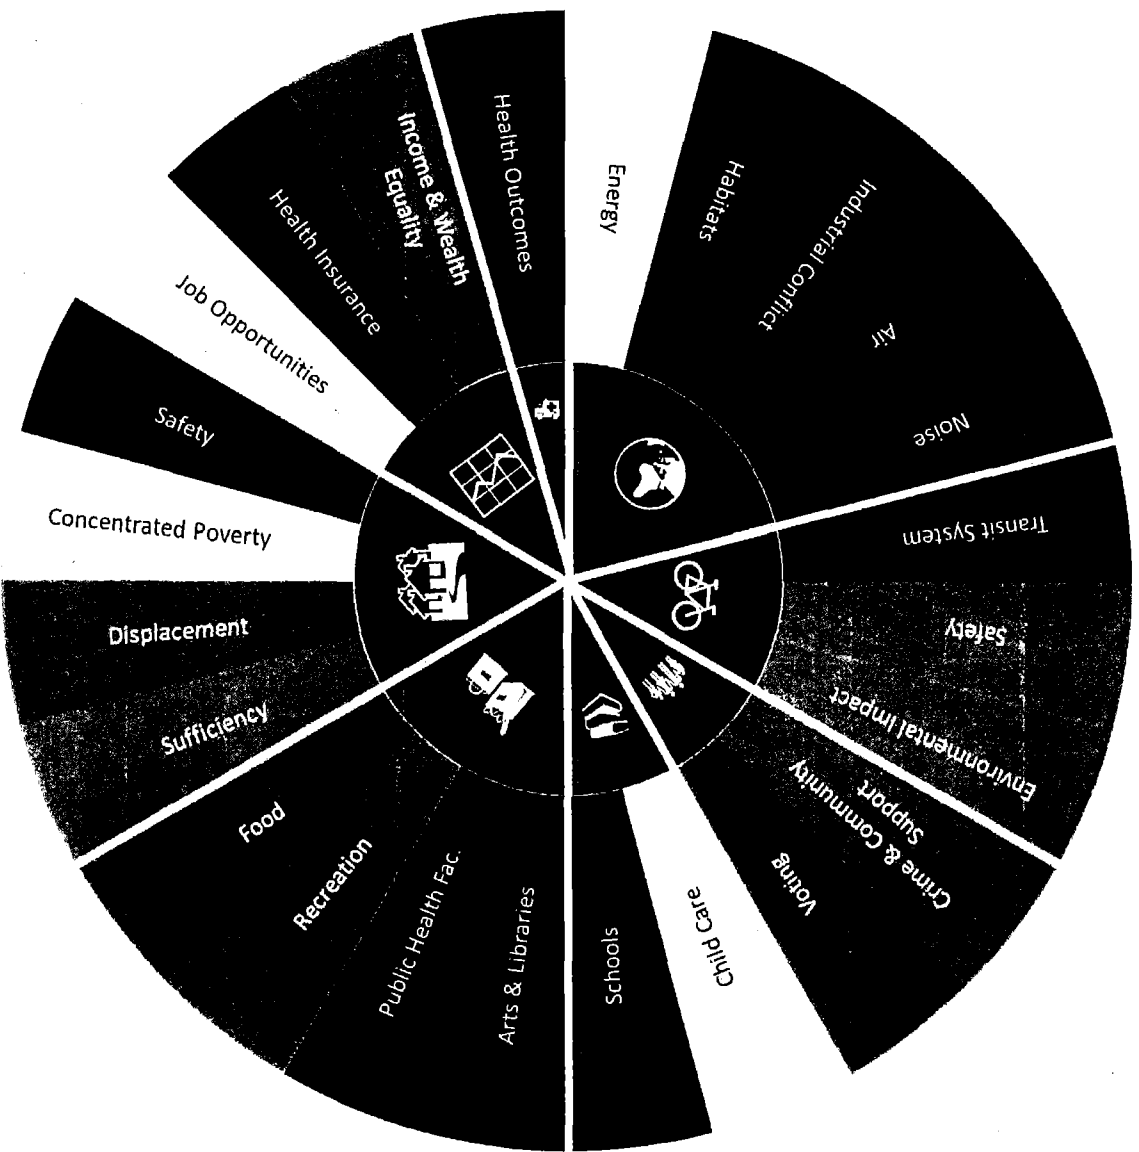 Energy
Habitats
Industrial Conflict
Air
Noise
Transit System
Safety
Environmental Impact
Crime & Community
Support
Voting
Child Care
Schools
Arts & Libraries
Public Health Fac.
Recreation
Food
Sufficiency
Displacement
Concentrated Poverty
Safety
Job Opportunities
Health Insurance
Income & Wealth
Equality
Health Outcomes